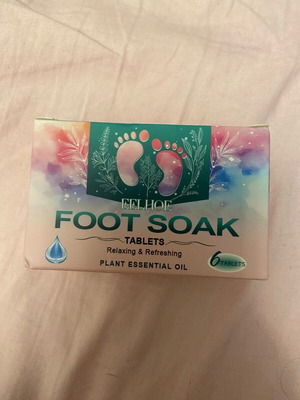 EELHOE
FOOT SOAK
TABLETS
Relaxing & Refreshing
PLANT ESSENTIAL OIL
6 TABLETS